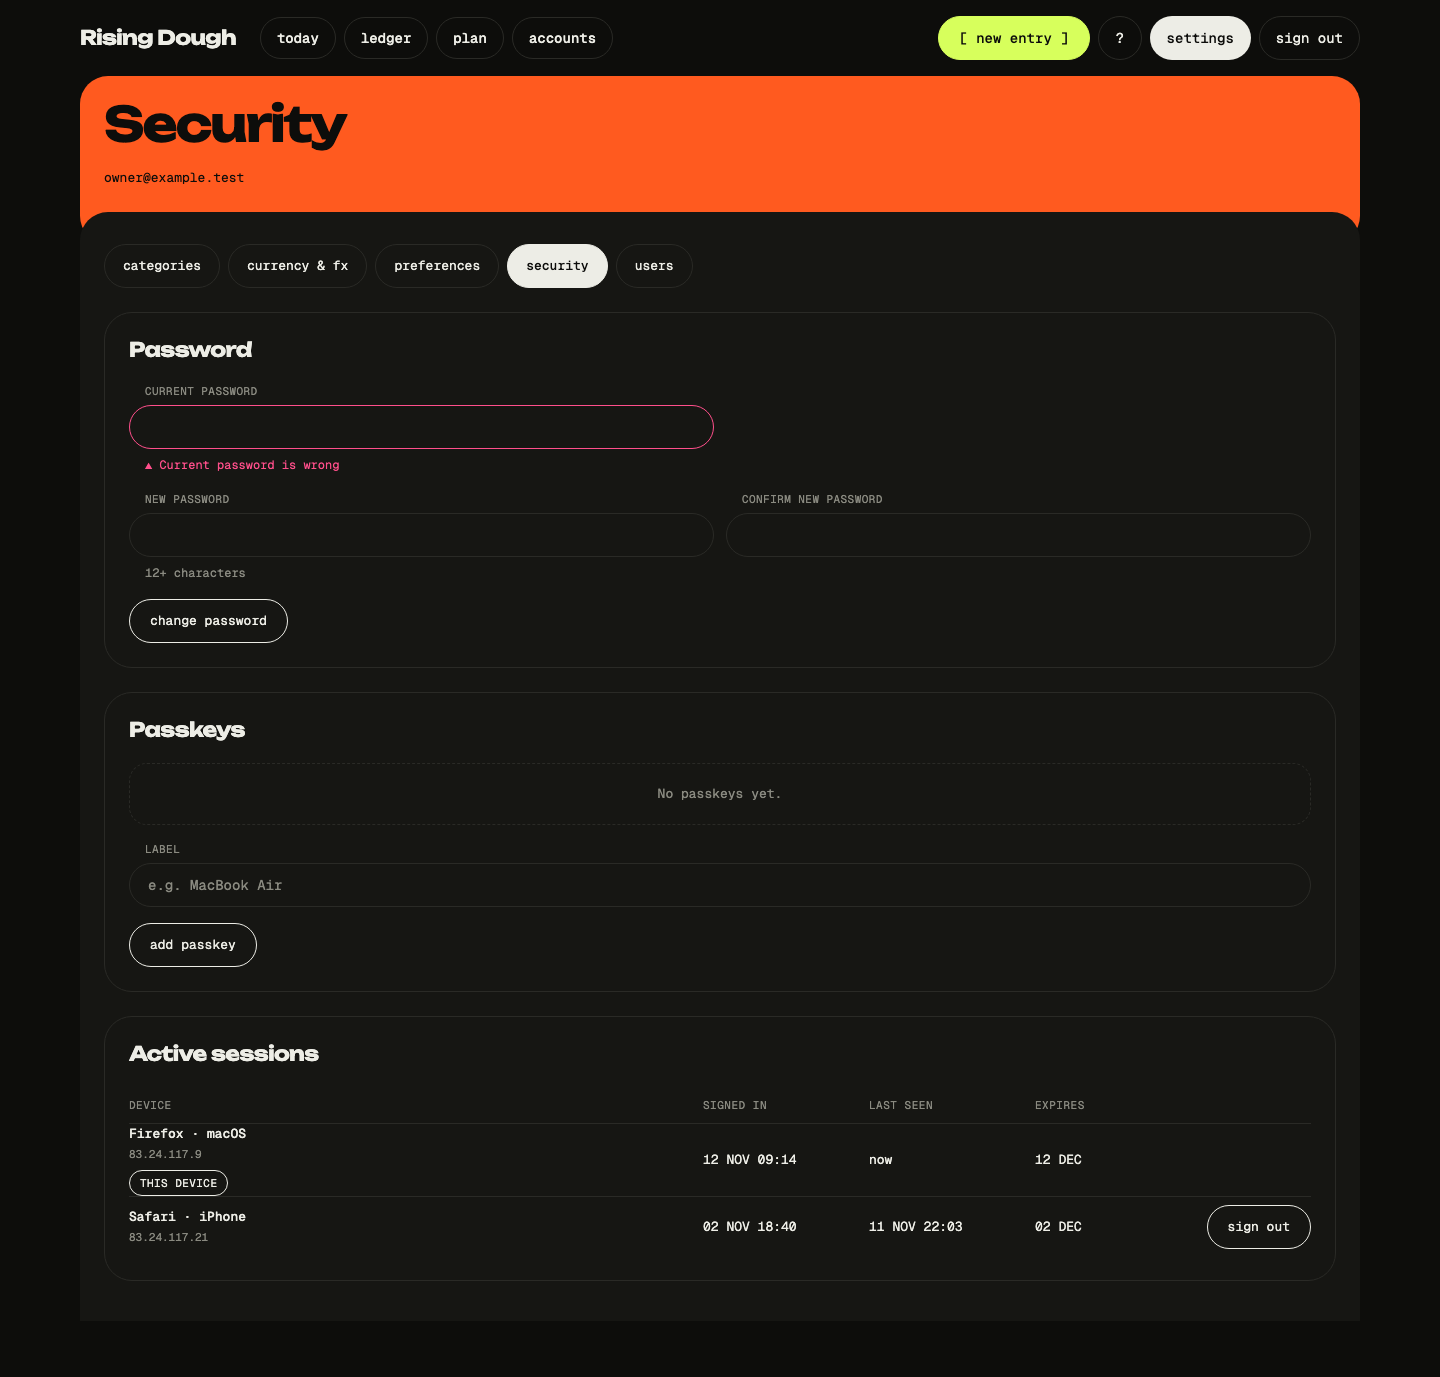 Rising Dough today ledger plan accounts [ new entry ] ? settings sign out
Security
owner@example.test
categories currency & fx preferences security users
Password
CURRENT PASSWORD
▲ Current password is wrong
NEW PASSWORD CONFIRM NEW PASSWORD
12+ characters
change password
Passkeys
No passkeys yet.
LABEL
e.g. MacBook Air
add passkey
Active sessions
DEVICE SIGNED IN LAST SEEN EXPIRES
Firefox · macOS
83.24.117.9
THIS DEVICE
12 NOV 09:14 now 12 DEC
Safari · iPhone
83.24.117.21
02 NOV 18:40 11 NOV 22:03 02 DEC sign out